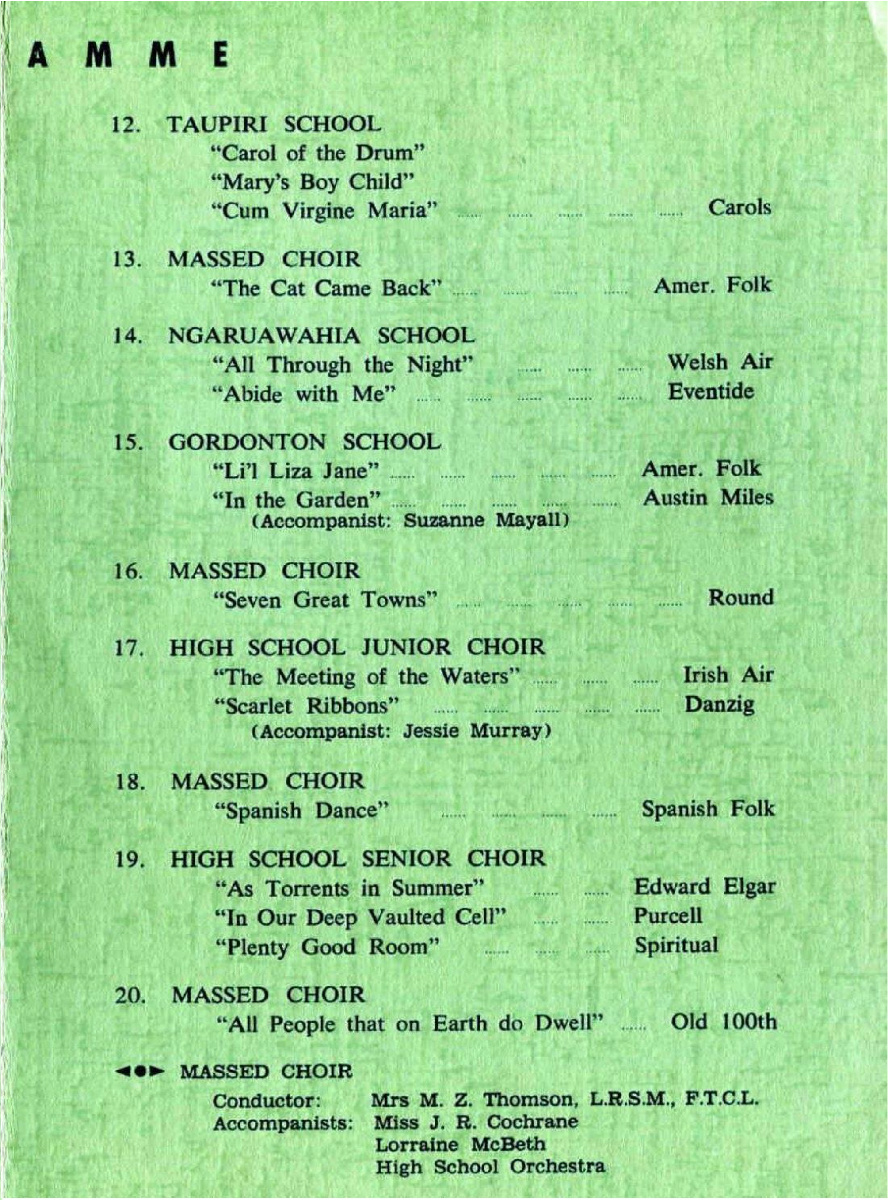 A M M E
12. TAUPIRI SCHOOL
“Carol of the Drum”
“Mary’s Boy Child”
“Cum Virgine Maria” ..... ...... ...... ...... ...... Carols
13. MASSED CHOIR
“The Cat Came Back” ..... ...... ...... ...... Amer. Folk
14. NGARUAWAHIA SCHOOL
“All Through the Night” ...... ...... ...... Welsh Air
“Abide with Me” ...... ...... ...... ...... ...... Eventide
15. GORDONTON SCHOOL
“Li’l Liza Jane” ...... ...... ...... ...... ...... Amer. Folk
“In the Garden” ...... ...... ...... ...... ...... Austin Miles
(Accompanist: Suzanne Mayall)
16. MASSED CHOIR
“Seven Great Towns” ...... ...... ...... ...... ...... Round
17. HIGH SCHOOL JUNIOR CHOIR
“The Meeting of the Waters” ...... ...... ...... Irish Air
“Scarlet Ribbons” ...... ...... ...... ...... ...... Danzig
(Accompanist: Jessie Murray)
18. MASSED CHOIR
“Spanish Dance” ...... ...... ...... ...... Spanish Folk
19. HIGH SCHOOL SENIOR CHOIR
“As Torrents in Summer” ...... ...... Edward Elgar
“In Our Deep Vaulted Cell” ...... ...... Purcell
“Plenty Good Room” ...... ...... ...... Spiritual
20. MASSED CHOIR
“All People that on Earth do Dwell” ...... Old 100th
◄●► MASSED CHOIR
Conductor: Mrs M. Z. Thomson, L.R.S.M., F.T.C.L.
Accompanists: Miss J. R. Cochrane
Lorraine McBeth
High School Orchestra